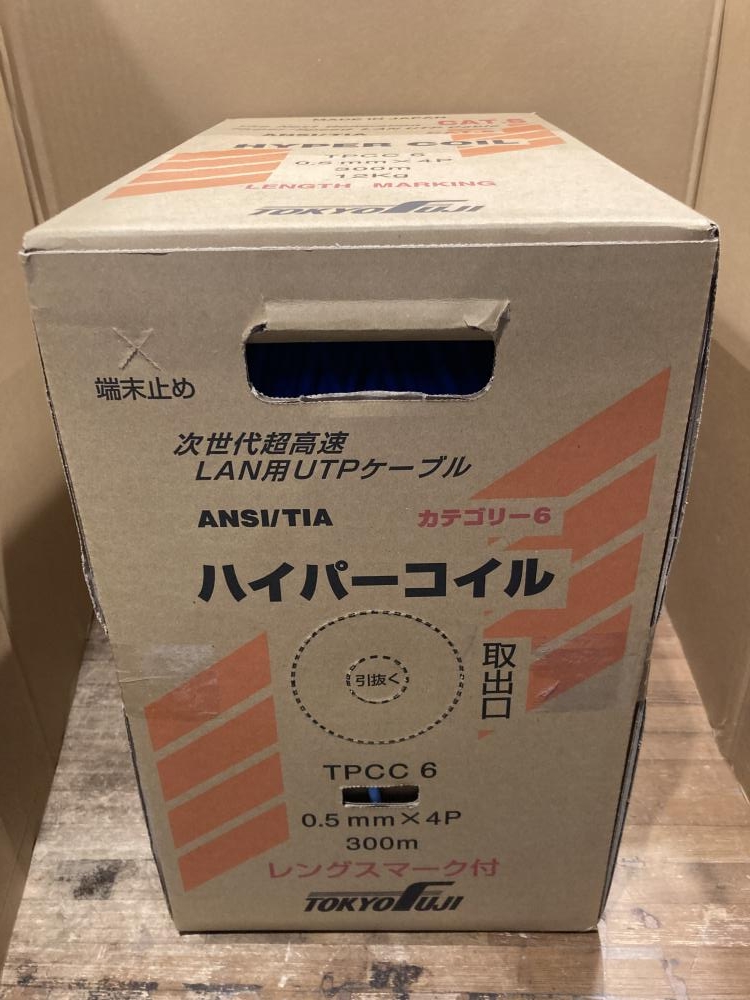 MADE IN JAPAN
CAT.6
ANSI/TIA
HYPER COIL
TPCC 6
0.5 mm×4P
300m
12Kg
LENGTH MARKING
TOKYO FUJI
端末止め
次世代超高速
LAN用UTPケーブル
ANSI/TIA カテゴリー6
ハイパーコイル
引抜く
取出口
TPCC 6
0.5 mm×4P
300m
レングスマーク付
TOKYO FUJI